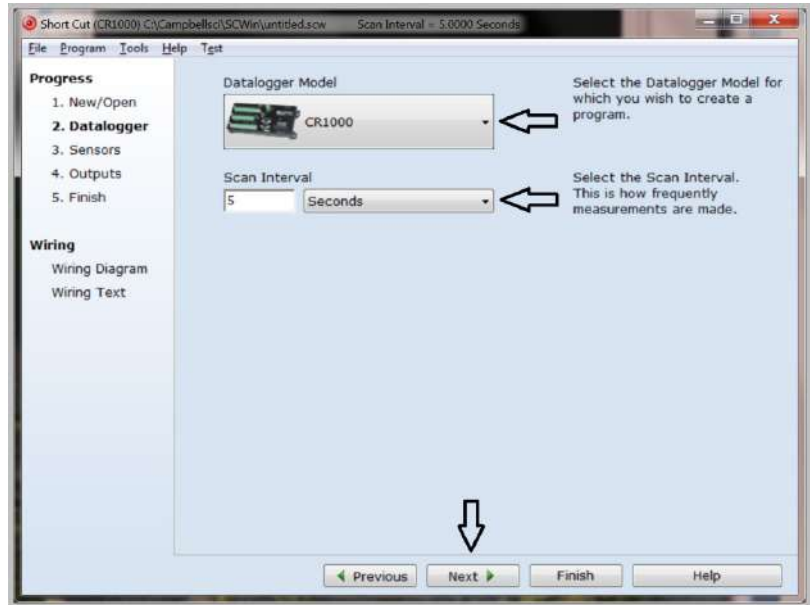 Short Cut (CR1000) C:\Campbellsci\SCWin\untitled.scw Scan Interval = 5.0000 Seconds
File Program Tools Help Test
Progress
1. New/Open
2. Datalogger
3. Sensors
4. Outputs
5. Finish
Wiring
Wiring Diagram
Wiring Text
Datalogger Model
CR1000
Select the Datalogger Model for
which you wish to create a
program.
Scan Interval
5 Seconds
Select the Scan Interval.
This is how frequently
measurements are made.
Previous Next Finish Help